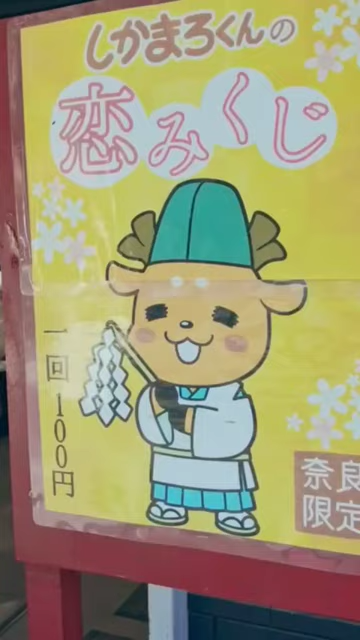 しかまろくんの
恋みくじ
一回100円
奈良
限定